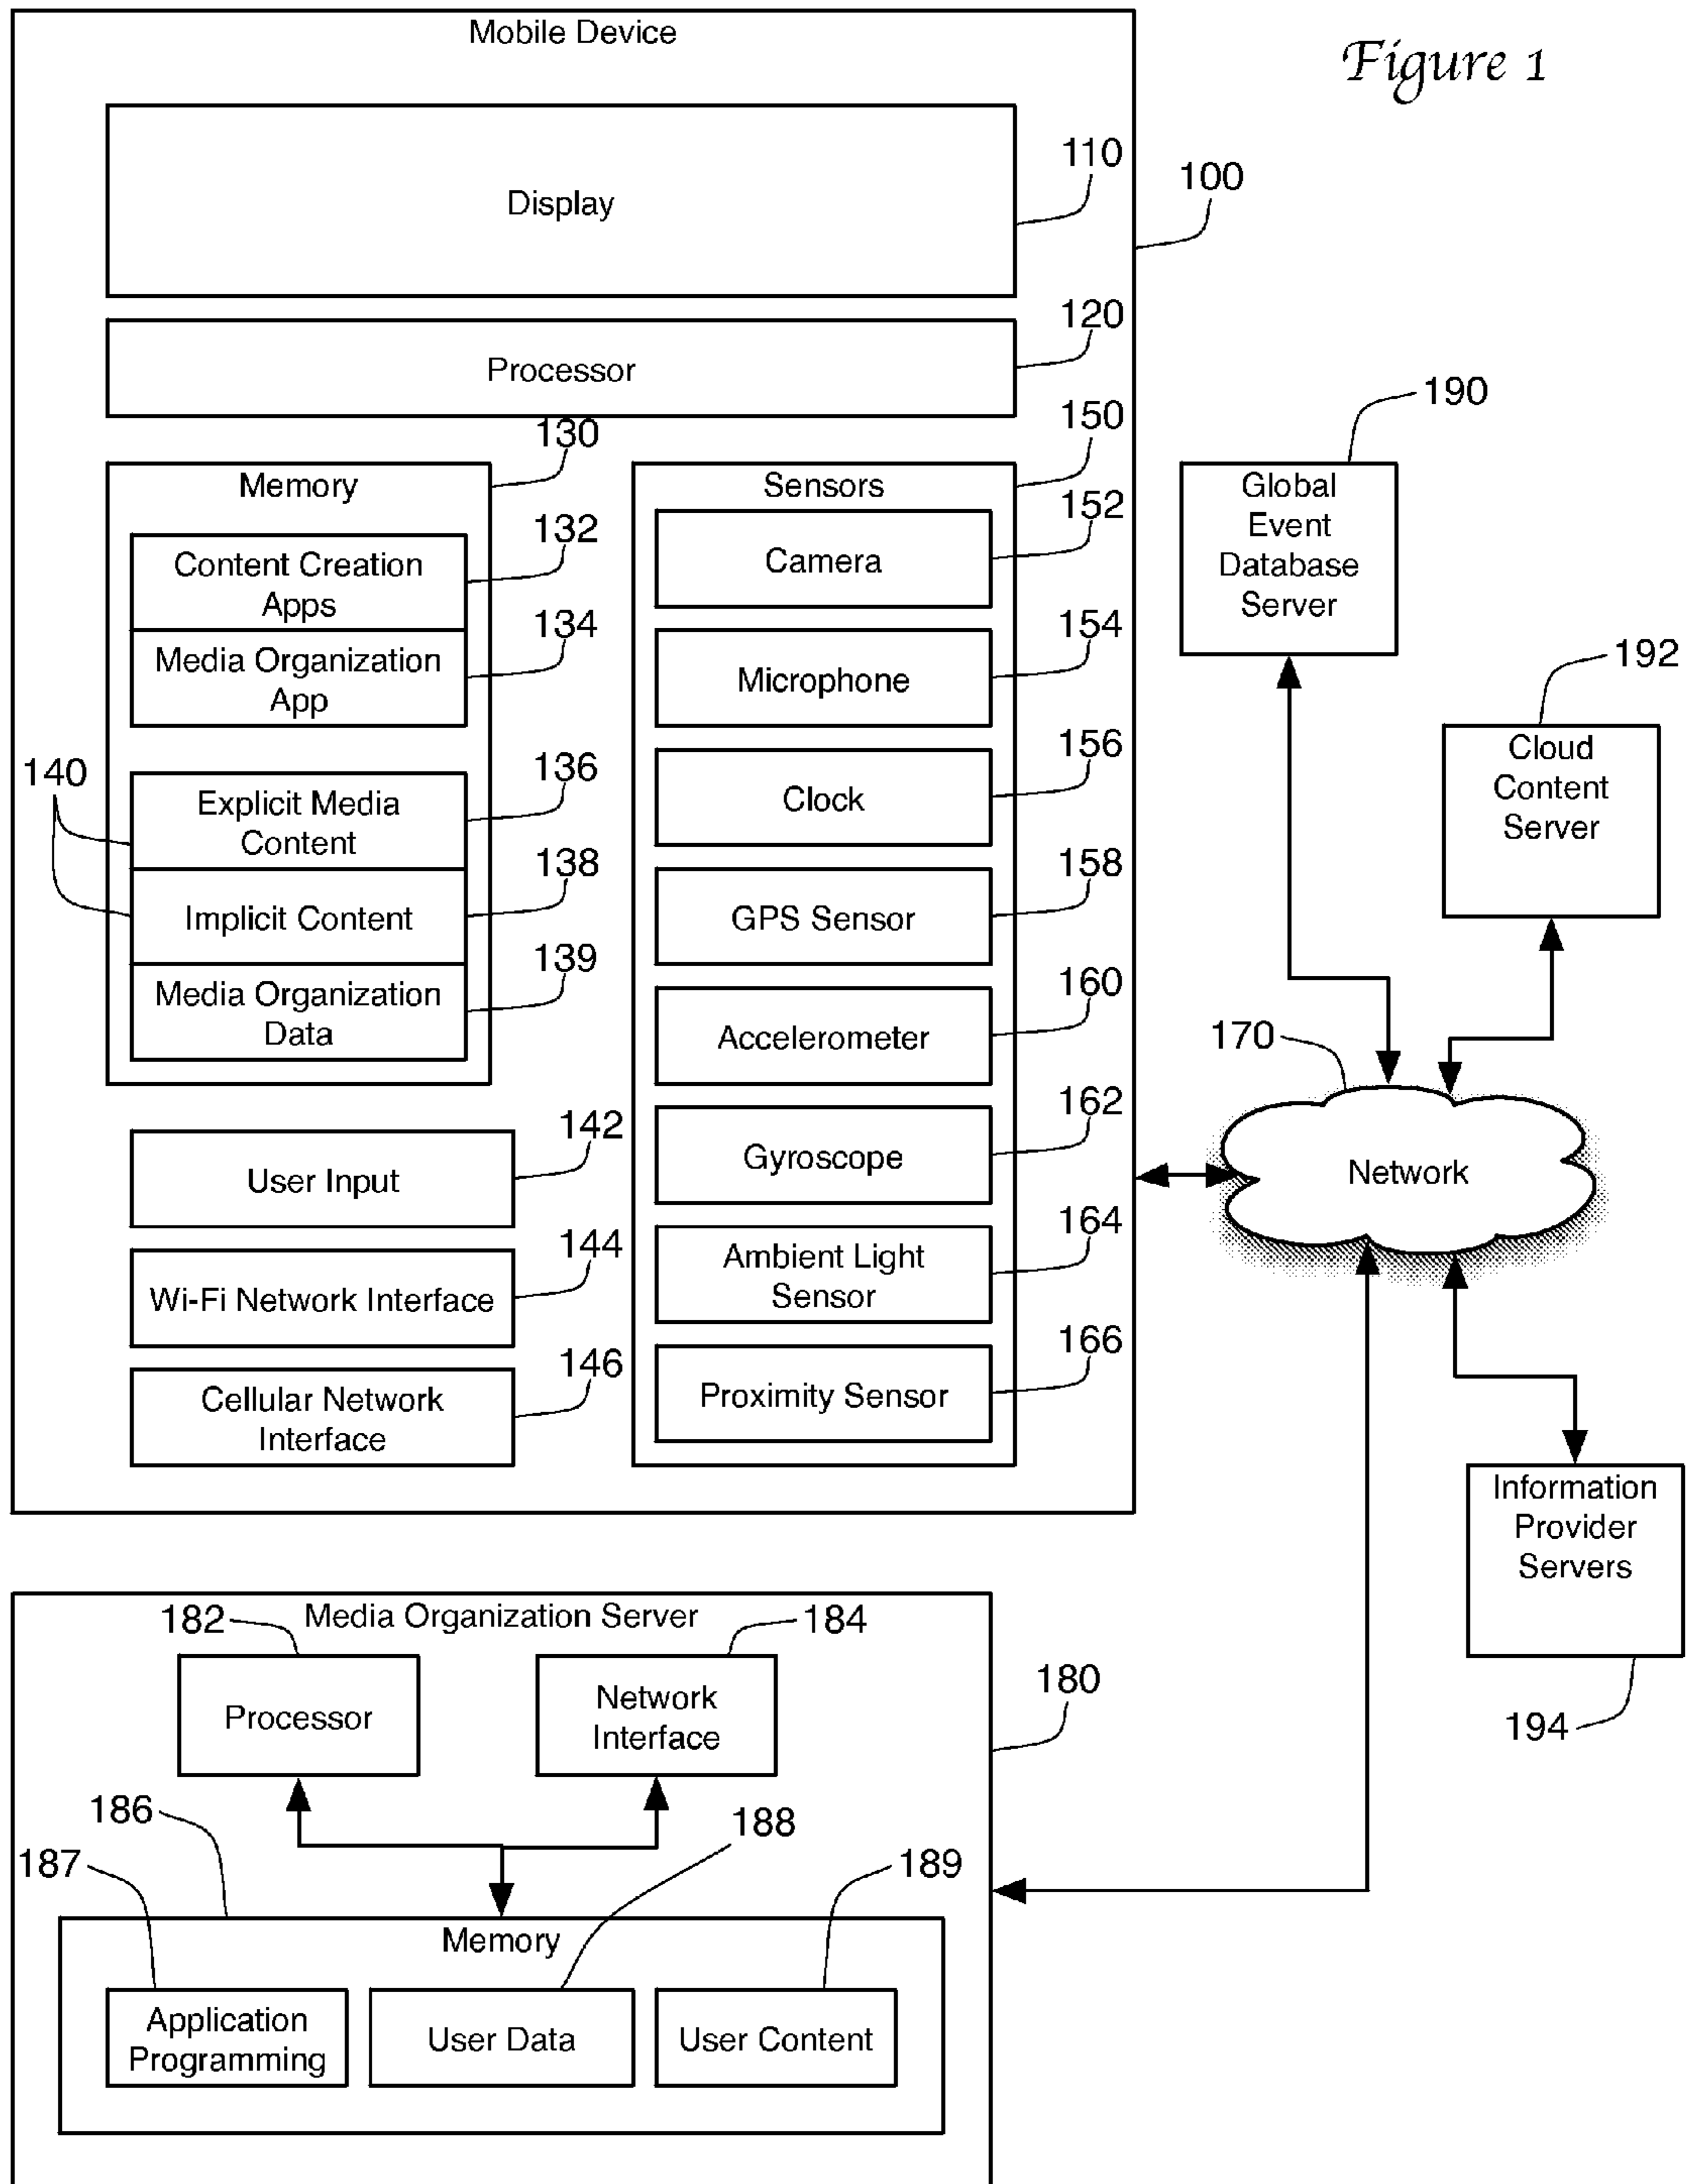 Mobile Device
Figure 1
110
100
Display
120
Processor
190
150
130
Memory
Sensors
Global
Event
Database
Server
152
132
Content Creation
Apps
Camera
134
154
192
Media Organization
App
Microphone
Cloud
Content
Server
156
140
136
Explicit Media
Content
Clock
138
158
Implicit Content
GPS Sensor
139
160
Media Organization
Data
Accelerometer
170
162
142
User Input
Gyroscope
Network
164
144
Ambient Light
Sensor
Wi-Fi Network Interface
166
146
Cellular Network
Interface
Proximity Sensor
Information
Provider
Servers
Media Organization Server
182
184
180
Processor
Network
Interface
194
186
188
187
189
Memory
Application
Programming
User Data
User Content